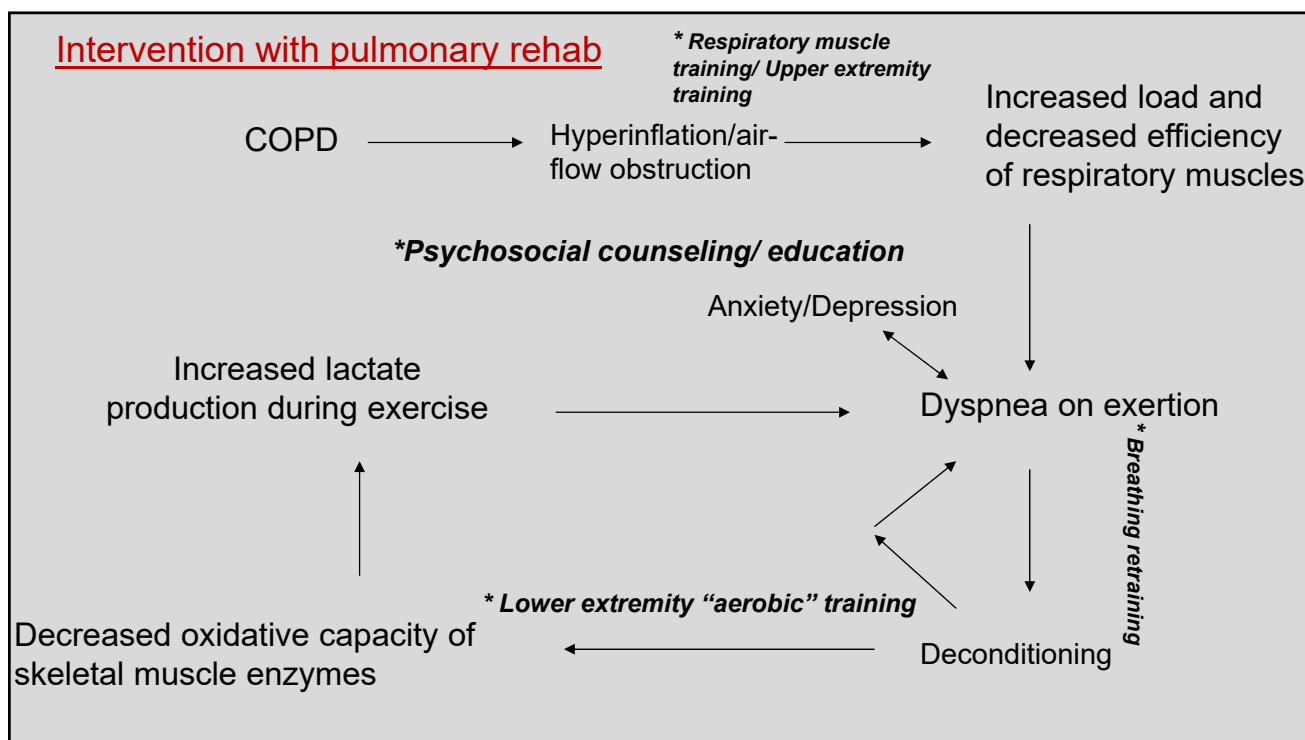 Intervention with pulmonary rehab
* Respiratory muscle
training/ Upper extremity
training
COPD
Hyperinflation/air-
flow obstruction
Increased load and
decreased efficiency
of respiratory muscles
*Psychosocial counseling/ education
Anxiety/Depression
Increased lactate
production during exercise
Dyspnea on exertion
* Breathing retraining
* Lower extremity “aerobic” training
Decreased oxidative capacity of
skeletal muscle enzymes
Deconditioning